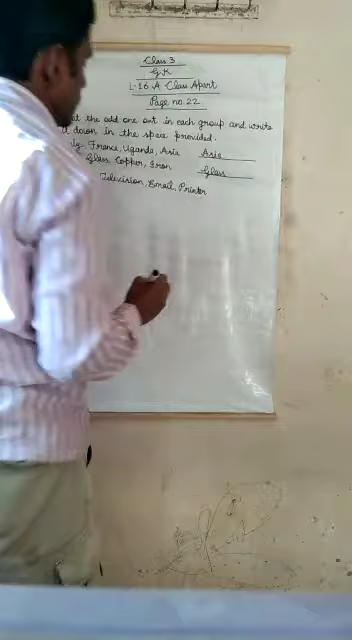 Class 3
G.K
L-16 A Class Apart
Page no. 22
the odd one out in each group and write
down in the space provided.
France, Uganda, Asia Asia
Glass, Copper, Iron Glass
Television, Email, Printer